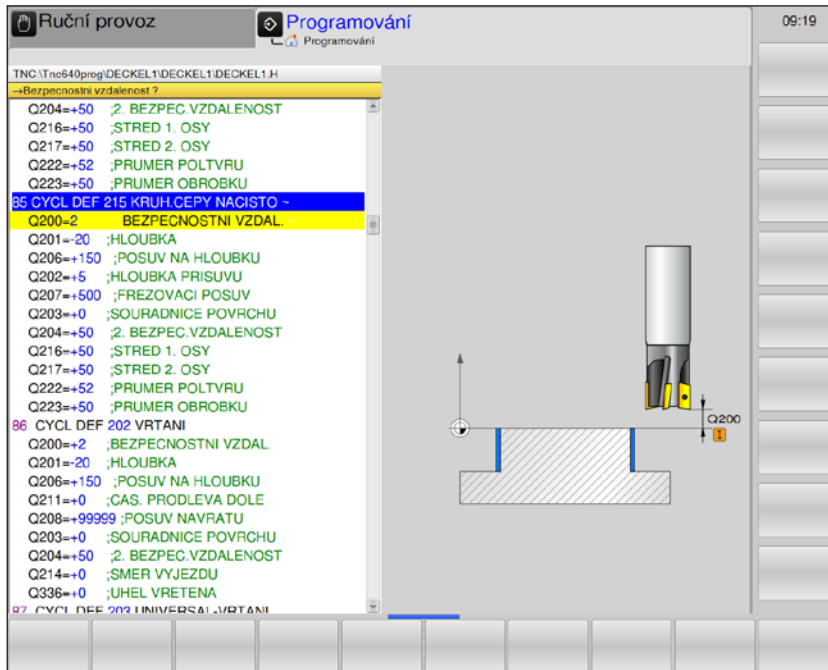 Ruční provoz
Programování
Programování
09:19
TNC:\Tnc640prog\DECKEL1\DECKEL1\DECKEL1.H
→Bezpecnostni vzdalenost ?
Q204=+50 ;2. BEZPEC.VZDALENOST
Q216=+50 ;STRED 1. OSY
Q217=+50 ;STRED 2. OSY
Q222=+52 ;PRUMER POLTVRU
Q223=+50 ;PRUMER OBROBKU
85 CYCL DEF 215 KRUH.CEPY NACISTO ~
Q200=2 BEZPECNOSTNI VZDAL. ~
Q201=-20 ;HLOUBKA
Q206=+150 ;POSUV NA HLOUBKU
Q202=+5 ;HLOUBKA PRISUVU
Q207=+500 ;FREZOVACI POSUV
Q203=+0 ;SOURADNICE POVRCHU
Q204=+50 ;2. BEZPEC.VZDALENOST
Q216=+50 ;STRED 1. OSY
Q217=+50 ;STRED 2. OSY
Q222=+52 ;PRUMER POLTVRU
Q223=+50 ;PRUMER OBROBKU
86 CYCL DEF 202 VRTANI
Q200=+2 ;BEZPECNOSTNI VZDAL.
Q201=-20 ;HLOUBKA
Q206=+150 ;POSUV NA HLOUBKU
Q211=+0 ;CAS. PRODLEVA DOLE
Q208=+99999 ;POSUV NAVRATU
Q203=+0 ;SOURADNICE POVRCHU
Q204=+50 ;2. BEZPEC.VZDALENOST
Q214=+0 ;SMER VYJEZDU
Q336=+0 ;UHEL VRETENA
87 CYCL DEF 203 UNIVERSAL-VRTANI
Q200
I